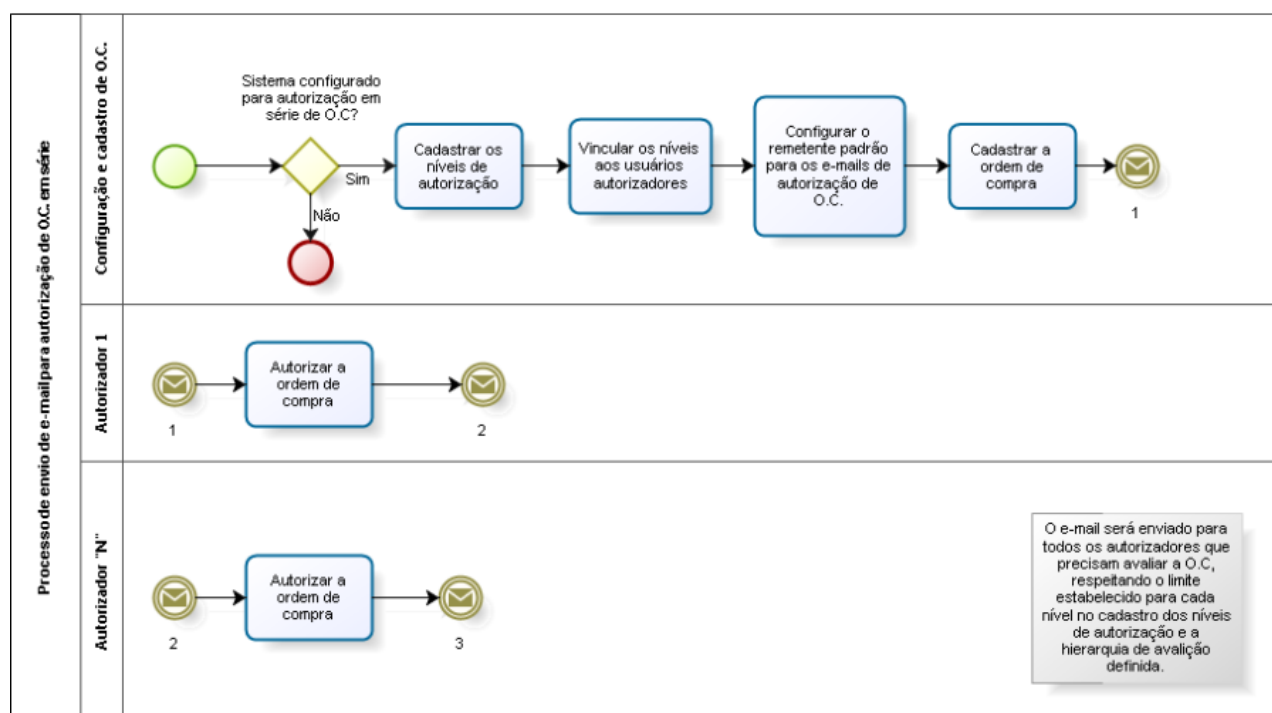 Processo de envio de e-mail para autorização de O.C. em série
Configuração e cadastro de O.C.
Sistema configurado
para autorização em
série de O.C?
Sim
Não
Cadastrar os
níveis de
autorização
Vincular os níveis
aos usuários
autorizadores
Configurar o
remetente padrão
para os e-mails de
autorização de
O.C.
Cadastrar a
ordem de
compra
1
Autorizador 1
1
Autorizar a
ordem de
compra
2
Autorizador "N"
2
Autorizar a
ordem de
compra
3
O e-mail será enviado para
todos os autorizadores que
precisam avaliar a O.C,
respeitando o limite
estabelecido para cada
nível no cadastro dos níveis
de autorização e a
hierarquia de avalição
definida.